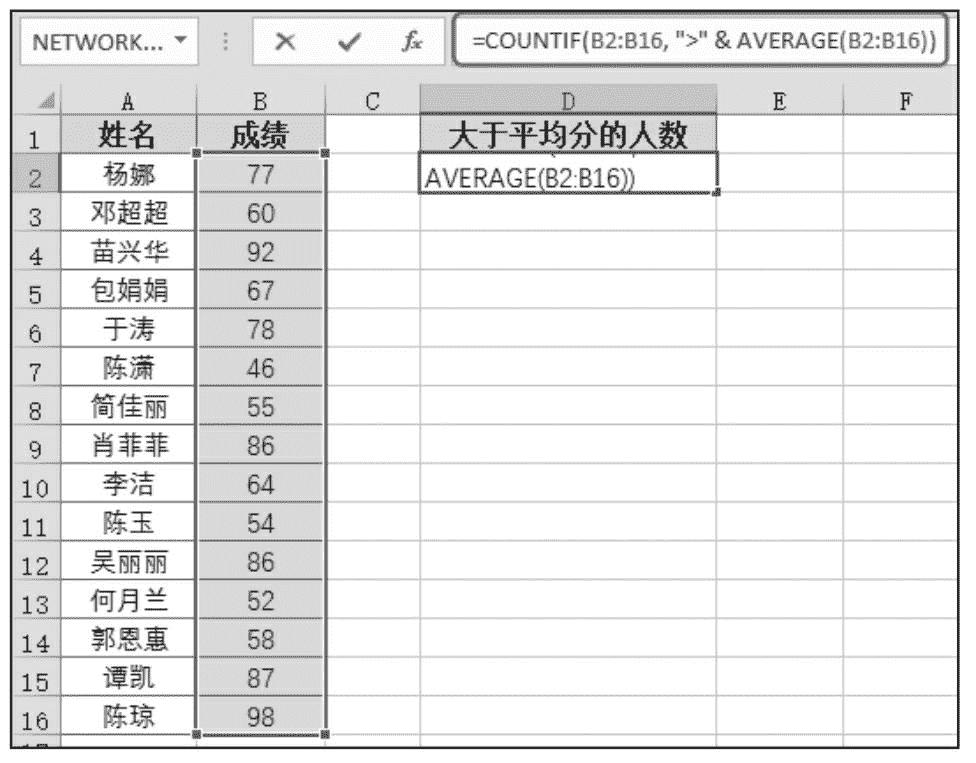 NETWORK... =COUNTIF(B2:B16, ">" & AVERAGE(B2:B16))
A B C D E F
1 姓名 成绩 大于平均分的人数
2 杨娜 77 AVERAGE(B2:B16))
3 邓超超 60
4 苗兴华 92
5 包娟娟 67
6 于涛 78
7 陈潇 46
8 简佳丽 55
9 肖菲菲 86
10 李洁 64
11 陈玉 54
12 吴丽丽 86
13 何月兰 52
14 郭恩惠 58
15 谭凯 87
16 陈琼 98